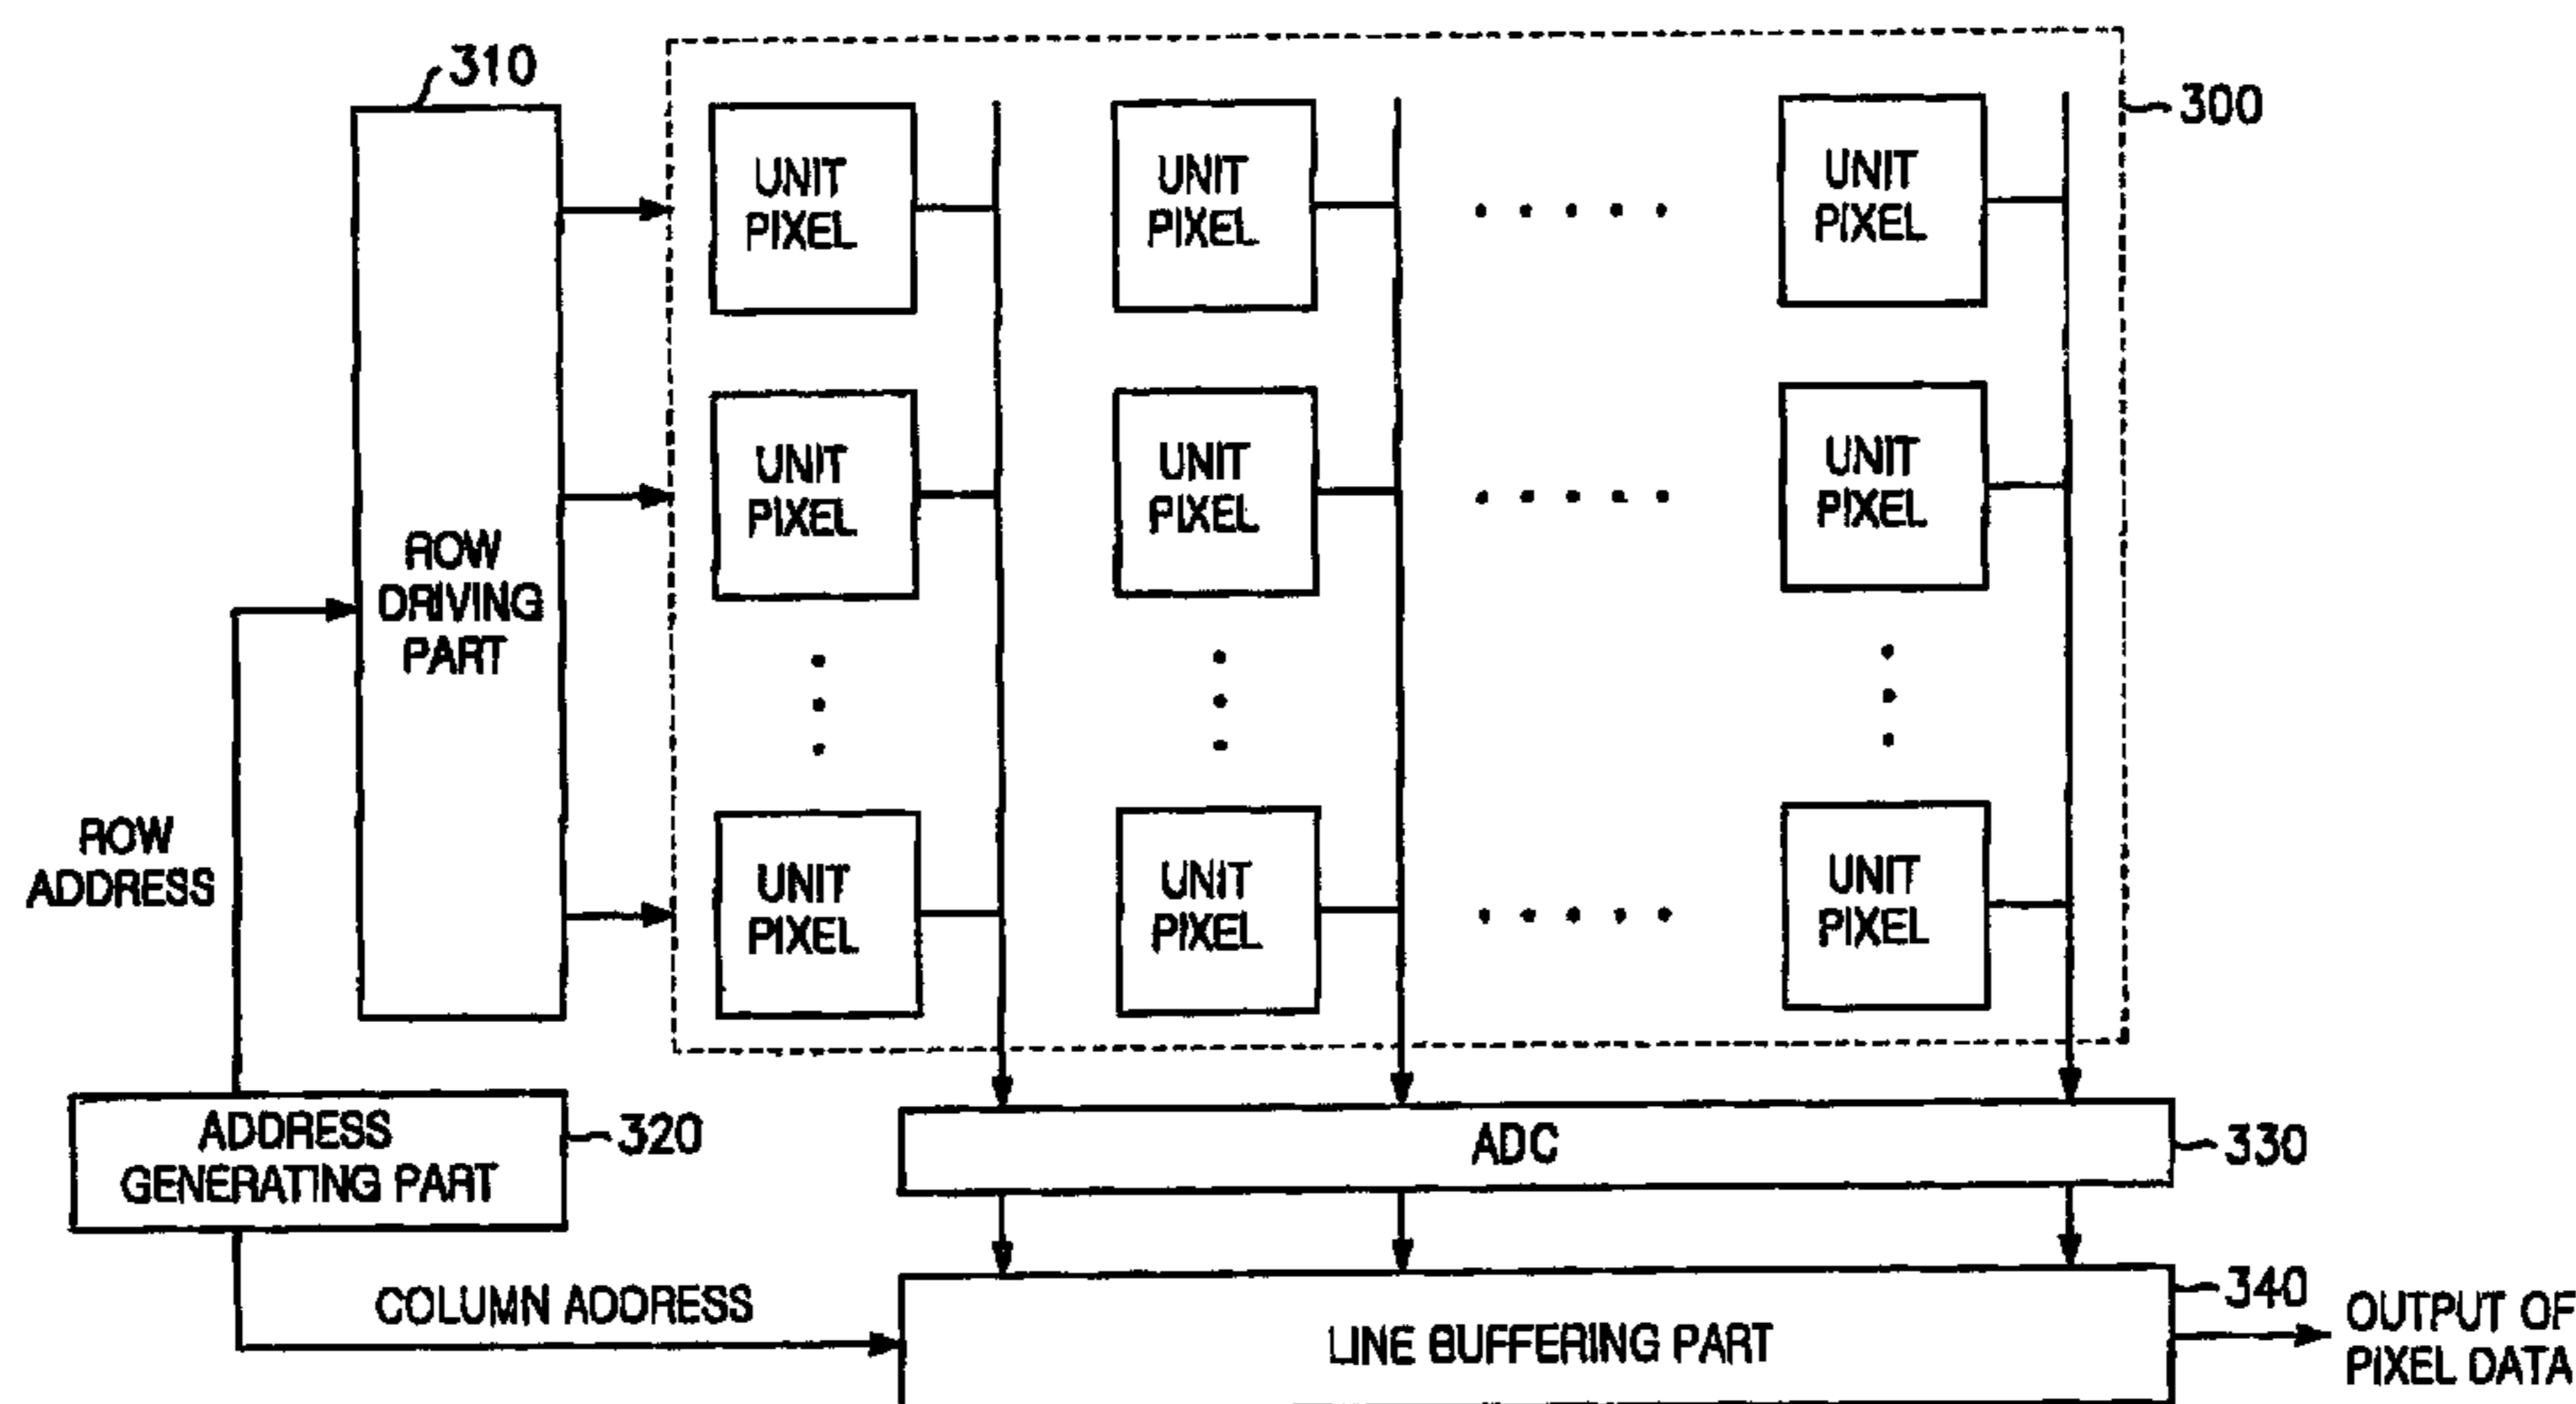 310
300
UNIT
PIXEL
UNIT
PIXEL
UNIT
PIXEL
UNIT
PIXEL
UNIT
PIXEL
UNIT
PIXEL
ROW
DRIVING
PART
ROW
ADDRESS
UNIT
PIXEL
UNIT
PIXEL
UNIT
PIXEL
ADDRESS
GENERATING PART
320
ADC
330
COLUMN ADDRESS
LINE BUFFERING PART
340
OUTPUT OF
PIXEL DATA